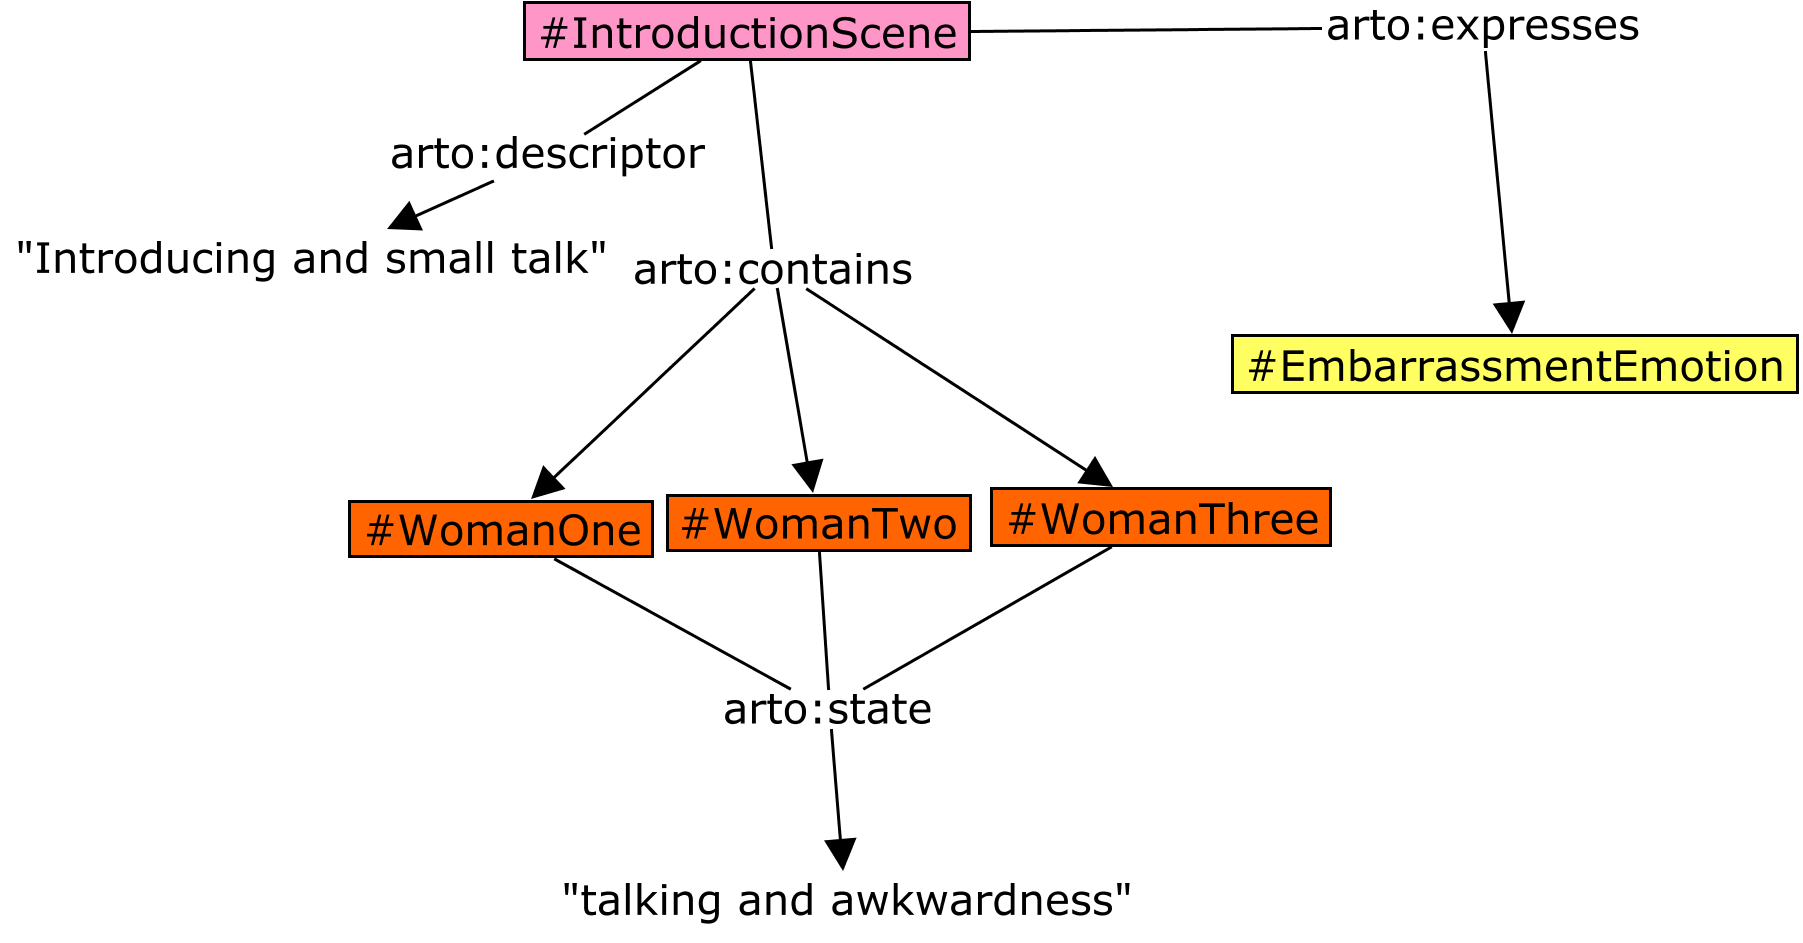 #IntroductionScene
arto:expresses
arto:descriptor
"Introducing and small talk"
arto:contains
#EmbarrassmentEmotion
#WomanOne
#WomanTwo
#WomanThree
arto:state
"talking and awkwardness"